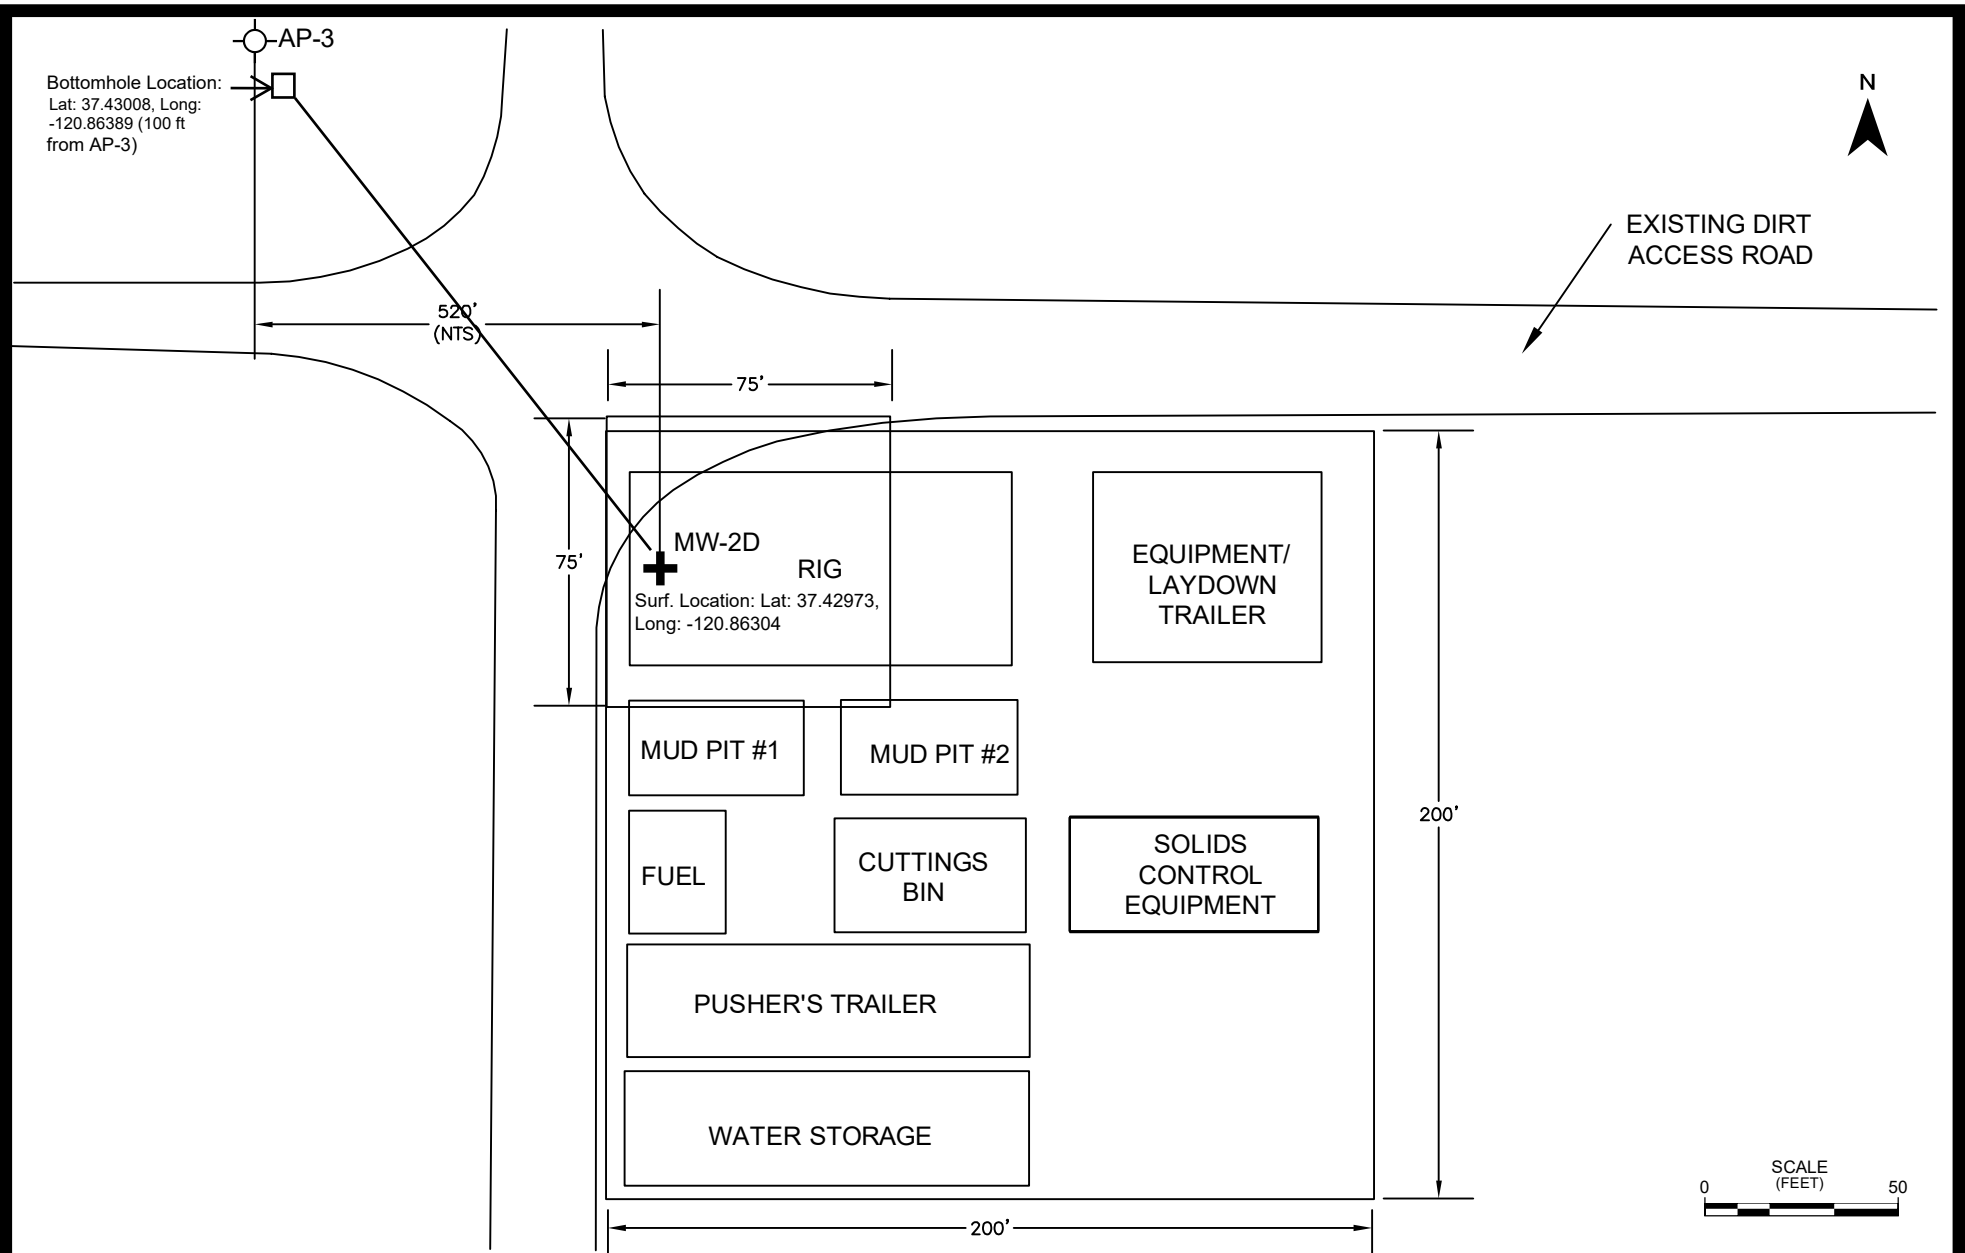 AP-3
Bottomhole Location:
Lat: 37.43008, Long:
-120.86389 (100 ft
from AP-3)
N
EXISTING DIRT
ACCESS ROAD
520'
(NTS)
75'
75'
MW-2D
RIG
Surf. Location: Lat: 37.42973,
Long: -120.86304
EQUIPMENT/
LAYDOWN
TRAILER
MUD PIT #1
MUD PIT #2
200'
FUEL
CUTTINGS
BIN
SOLIDS
CONTROL
EQUIPMENT
PUSHER'S TRAILER
WATER STORAGE
SCALE
(FEET)
0 50
200'